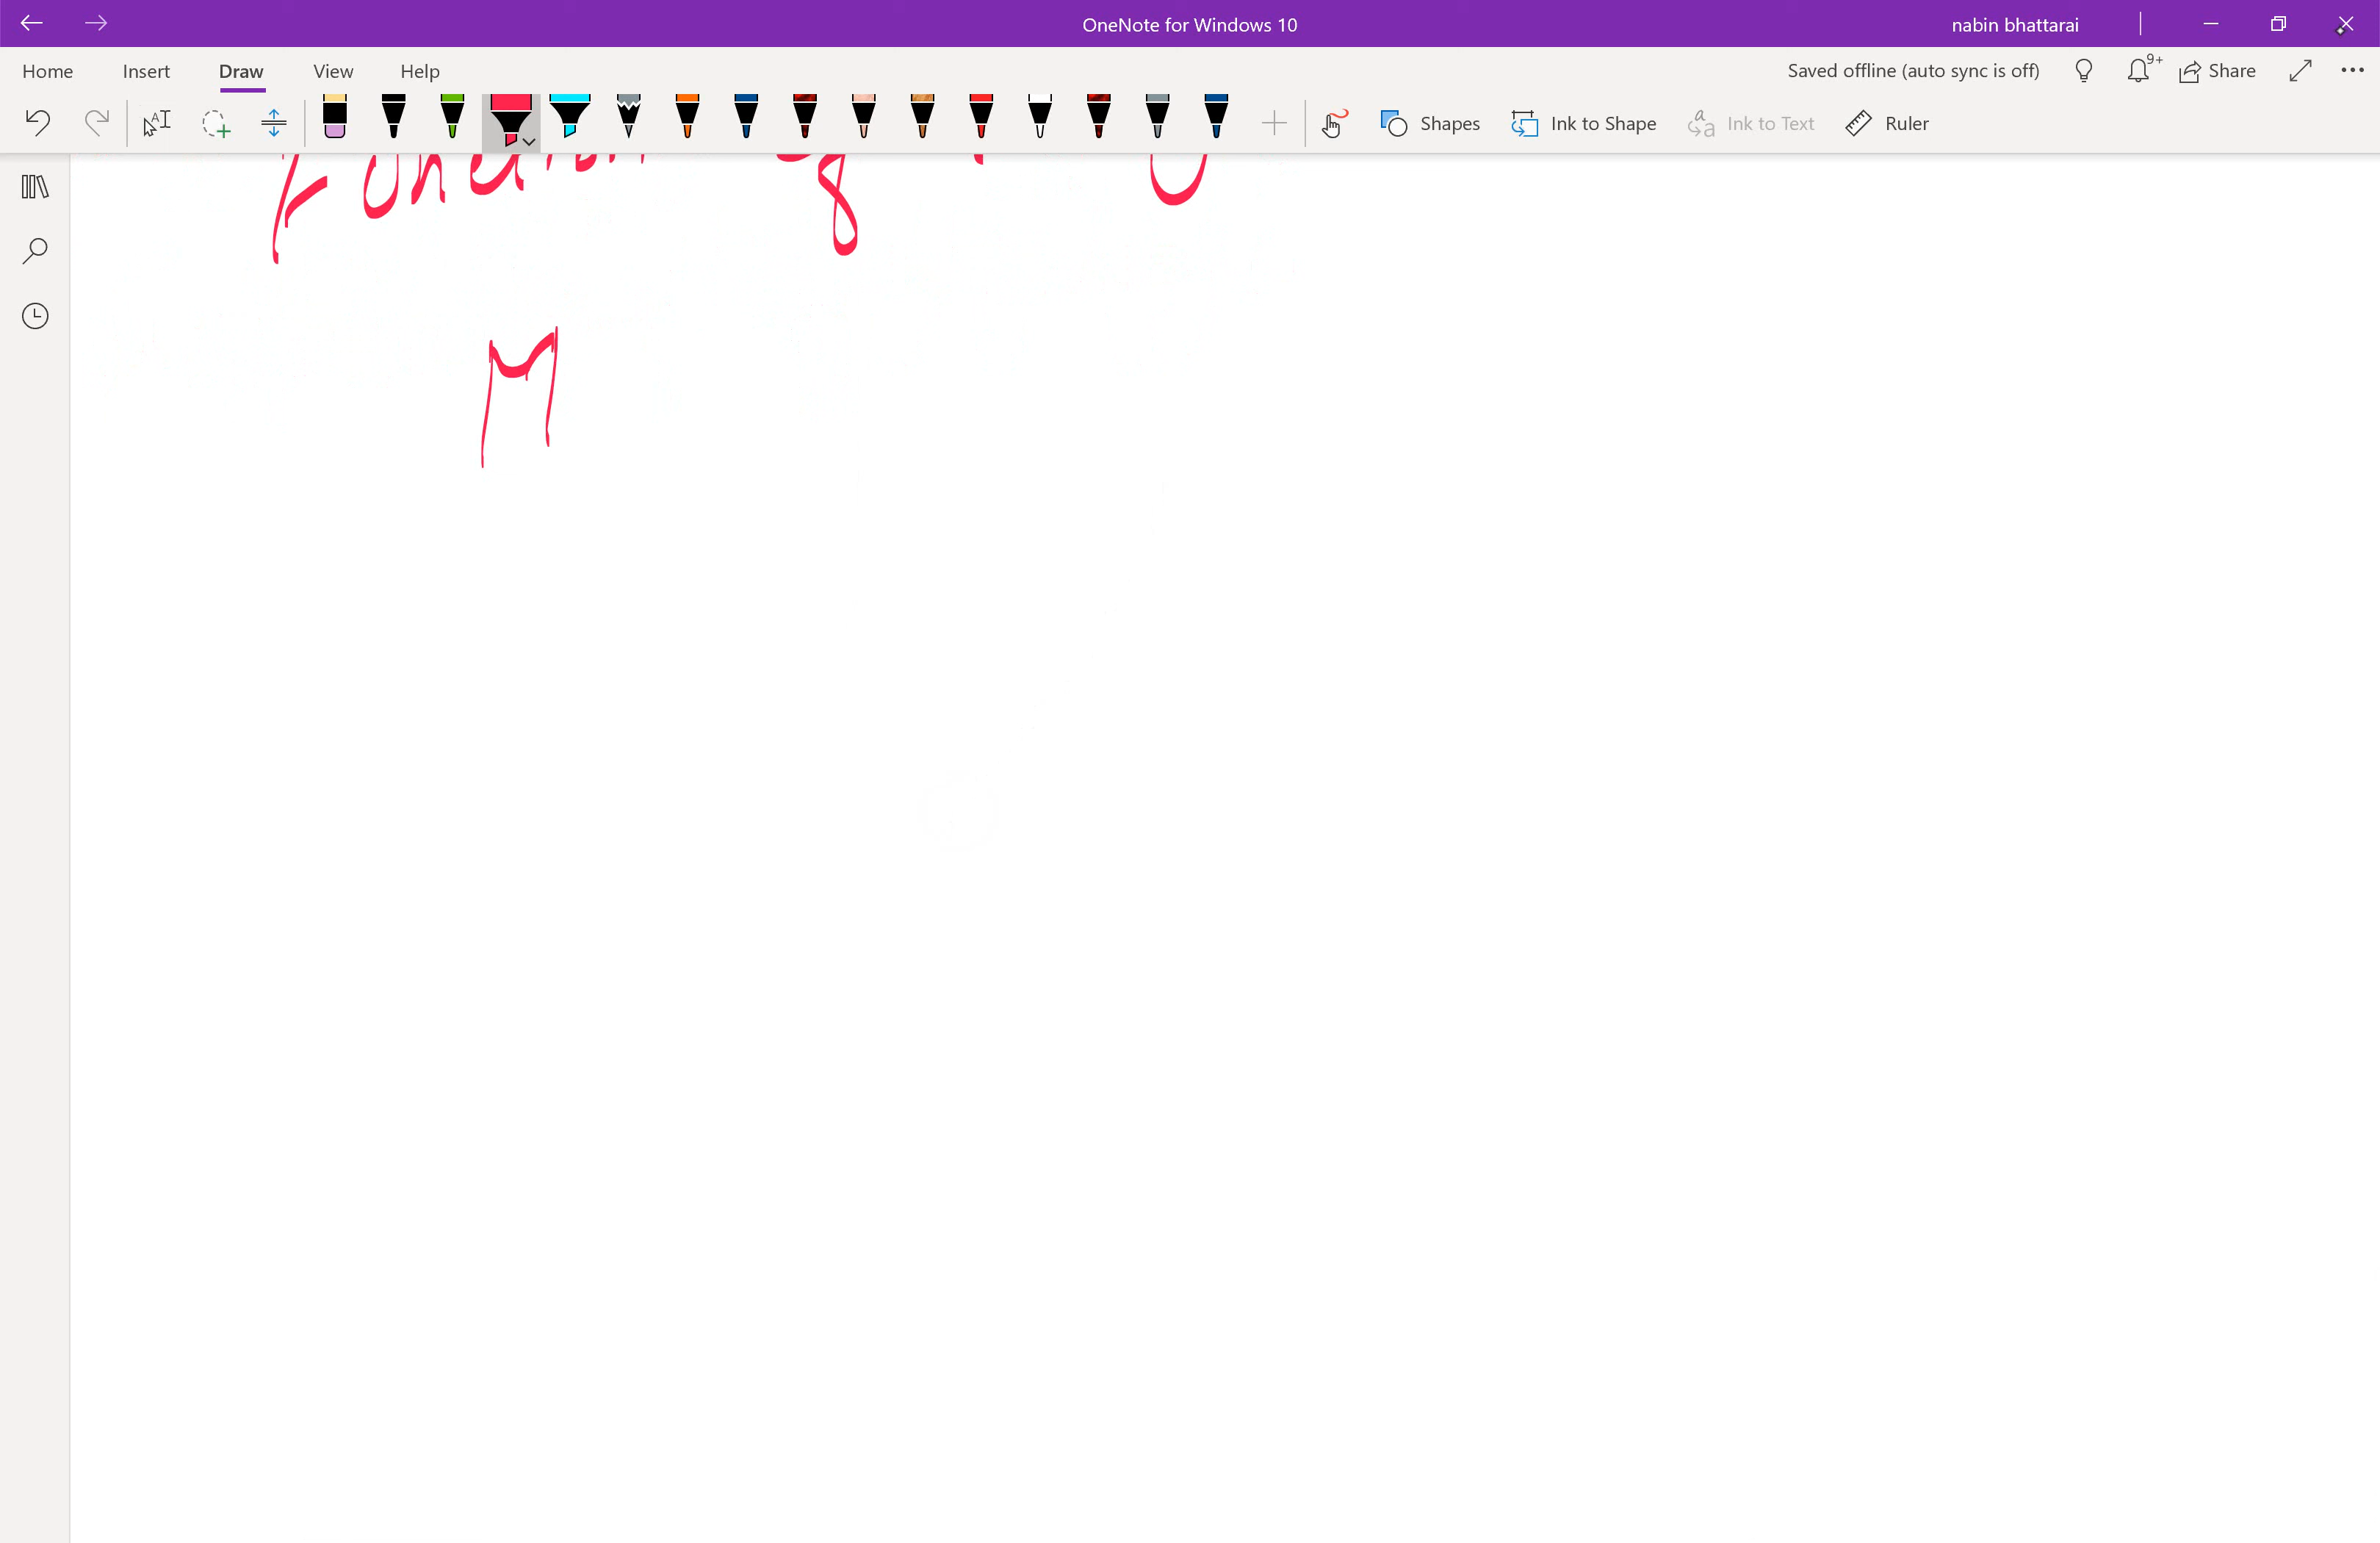 OneNote for Windows 10
nabin bhattarai
Home Insert Draw View Help
Saved offline (auto sync is off)
9+
Share
Shapes
Ink to Shape
Ink to Text
Ruler
M